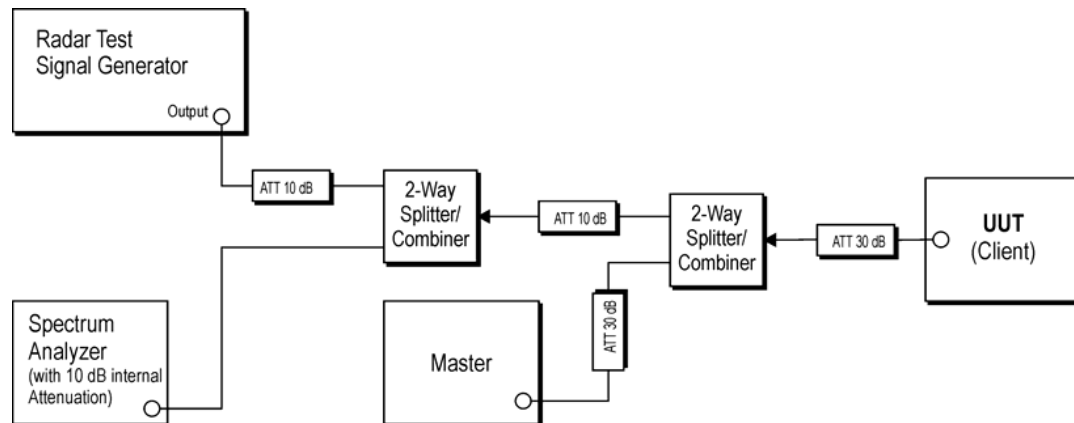 Radar Test
Signal Generator
Output
ATT 10 dB
2-Way
Splitter/
Combiner
ATT 10 dB
2-Way
Splitter/
Combiner
ATT 30 dB
UUT
(Client)
ATT 30 dB
Spectrum
Analyzer
(with 10 dB internal
Attenuation)
Master